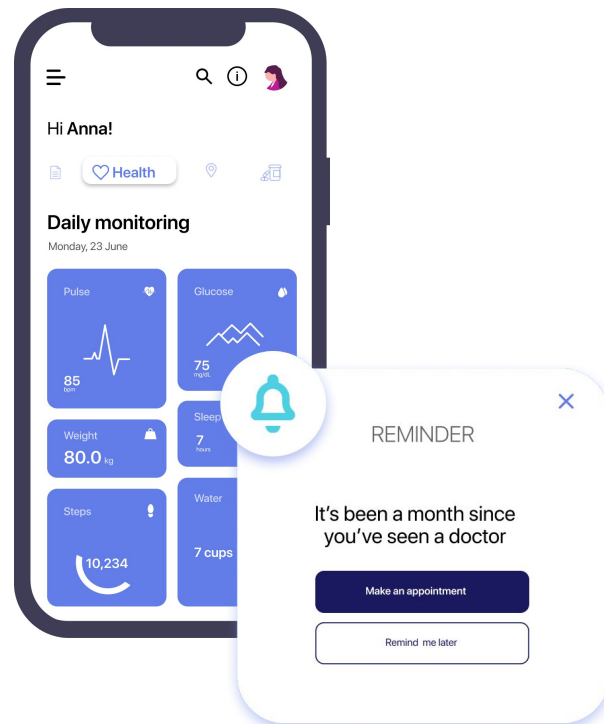 Hi Anna!
Health
Daily monitoring
Monday, 23 June
Pulse
85
bpm
Glucose
75
mg/dL
Weight
80.0 kg
Sleep
7
hours
Steps
10,234
Water
7 cups
REMINDER
It's been a month since
you've seen a doctor
Make an appointment
Remind me later